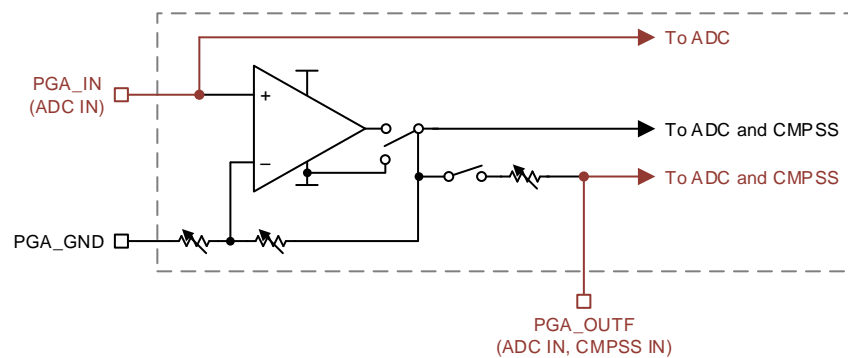 To ADC
PGA_IN
(ADC IN)
+
To ADC and CMPSS
−
To ADC and CMPSS
PGA_GND
PGA_OUTF
(ADC IN, CMPSS IN)